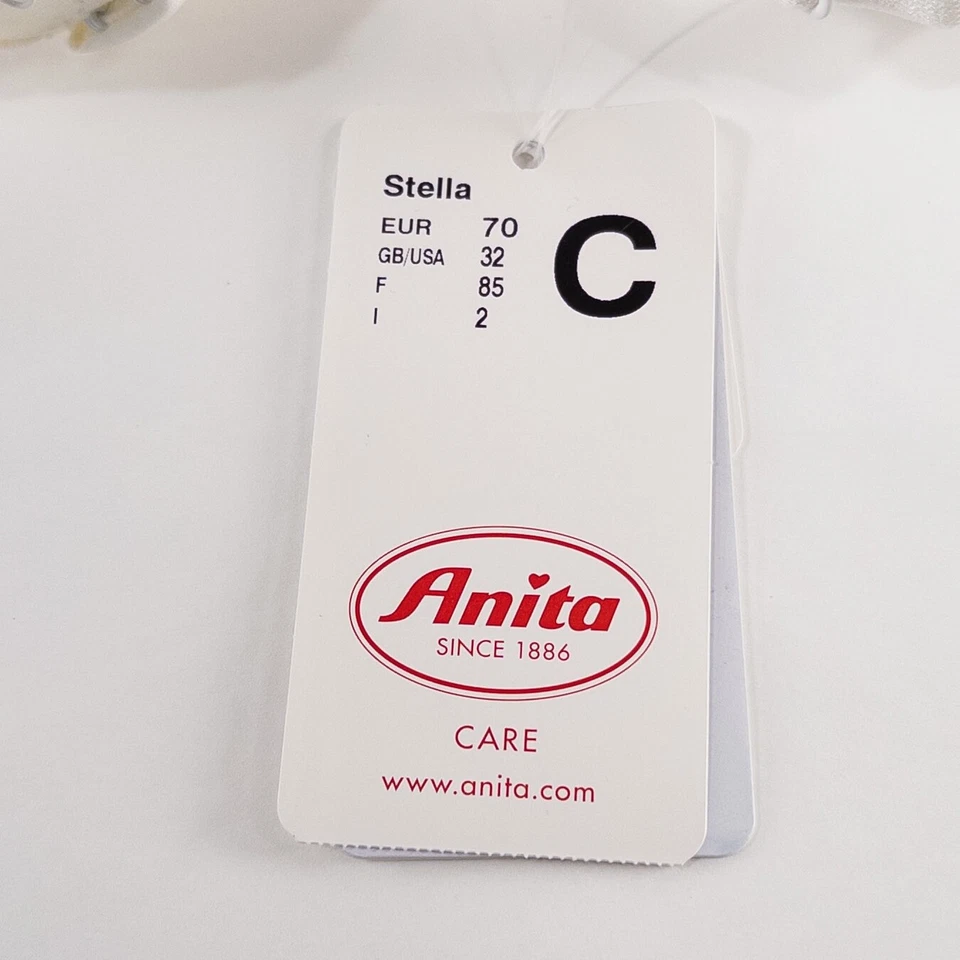 Stella
EUR 70 C
GB/USA 32
F 85
I 2
Anita
SINCE 1886
CARE
www.anita.com